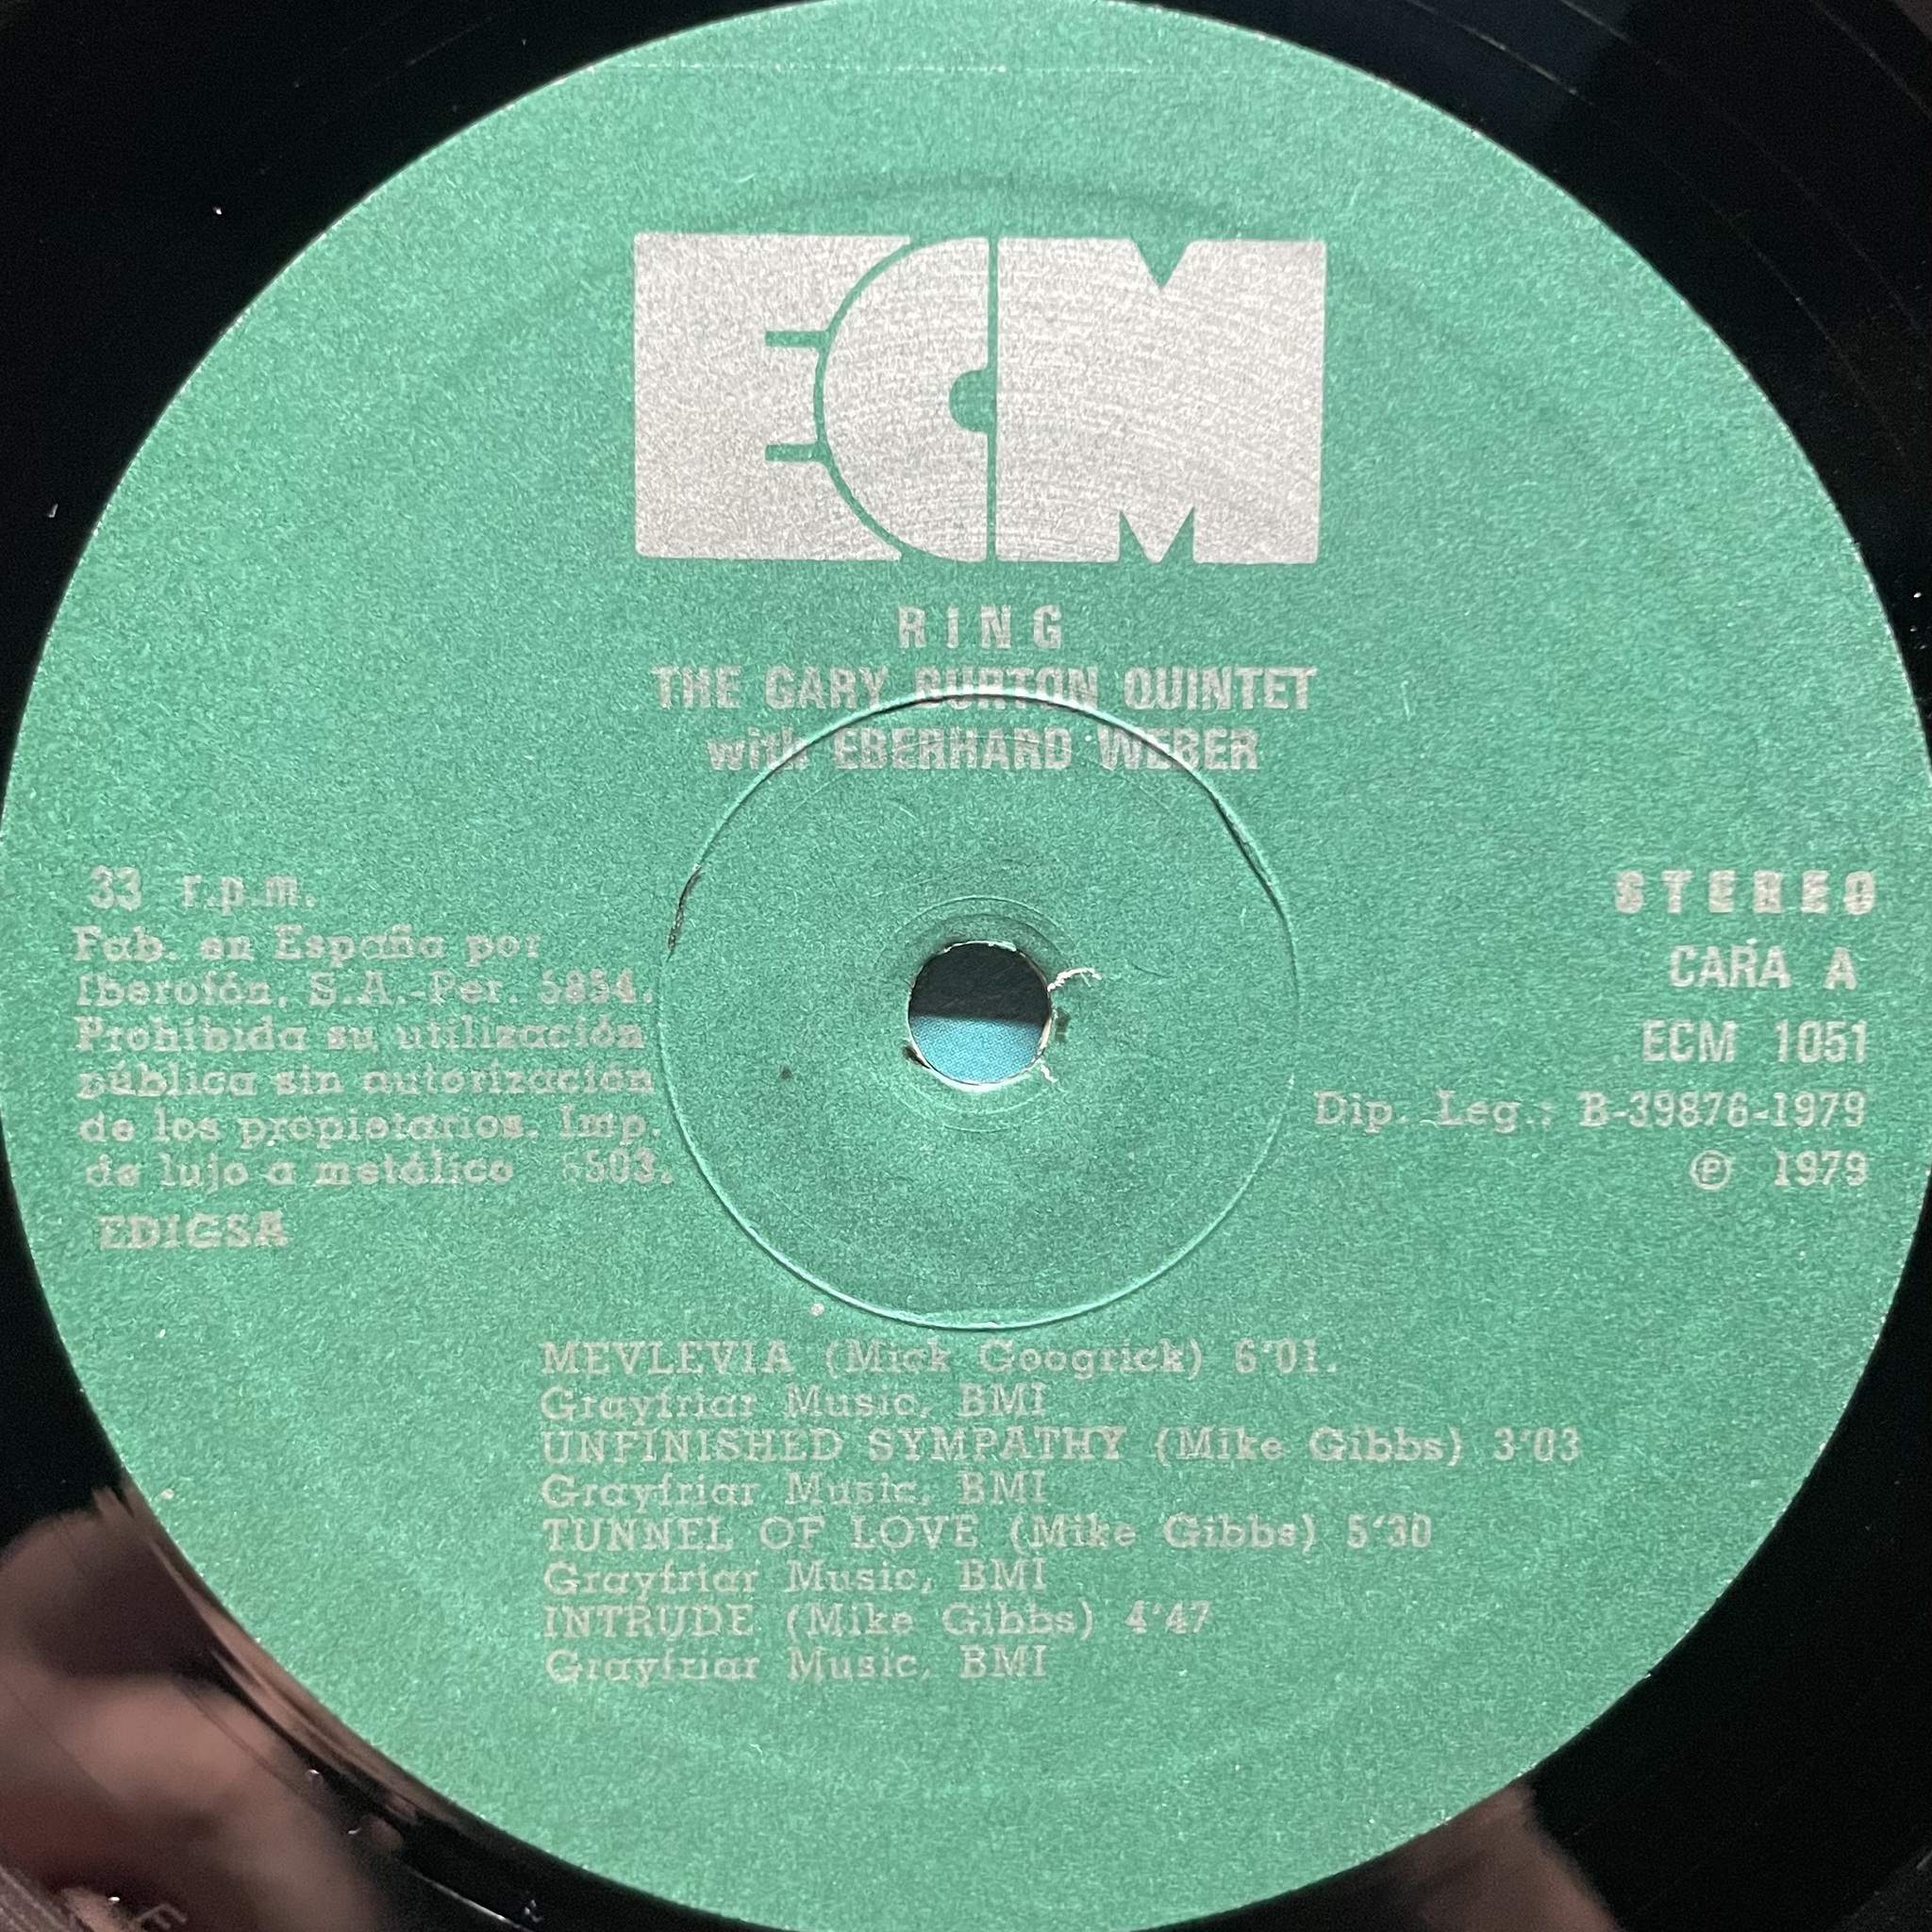 ECM
RING
THE GARY BURTON QUINTET
with EBERHARD WEBER
33 r.p.m.
Fab. en España por
Iberofón, S.A.-Per. 5854.
Prohibida su utilización
pública sin autorización
de los propietarios. Imp.
de lujo a metálico 6503.
EDIGSA
STEREO
CARA A
ECM 1051
Dip. Leg.: B-39876-1979
Ⓟ 1979
MEVLEVIA (Mick Googrick) 6'01.
Grayfriar Music, BMI
UNFINISHED SYMPATHY (Mike Gibbs) 3'03
Grayfriar Music, BMI
TUNNEL OF LOVE (Mike Gibbs) 5'30
Grayfriar Music, BMI
INTRUDE (Mike Gibbs) 4'47
Grayfriar Music, BMI